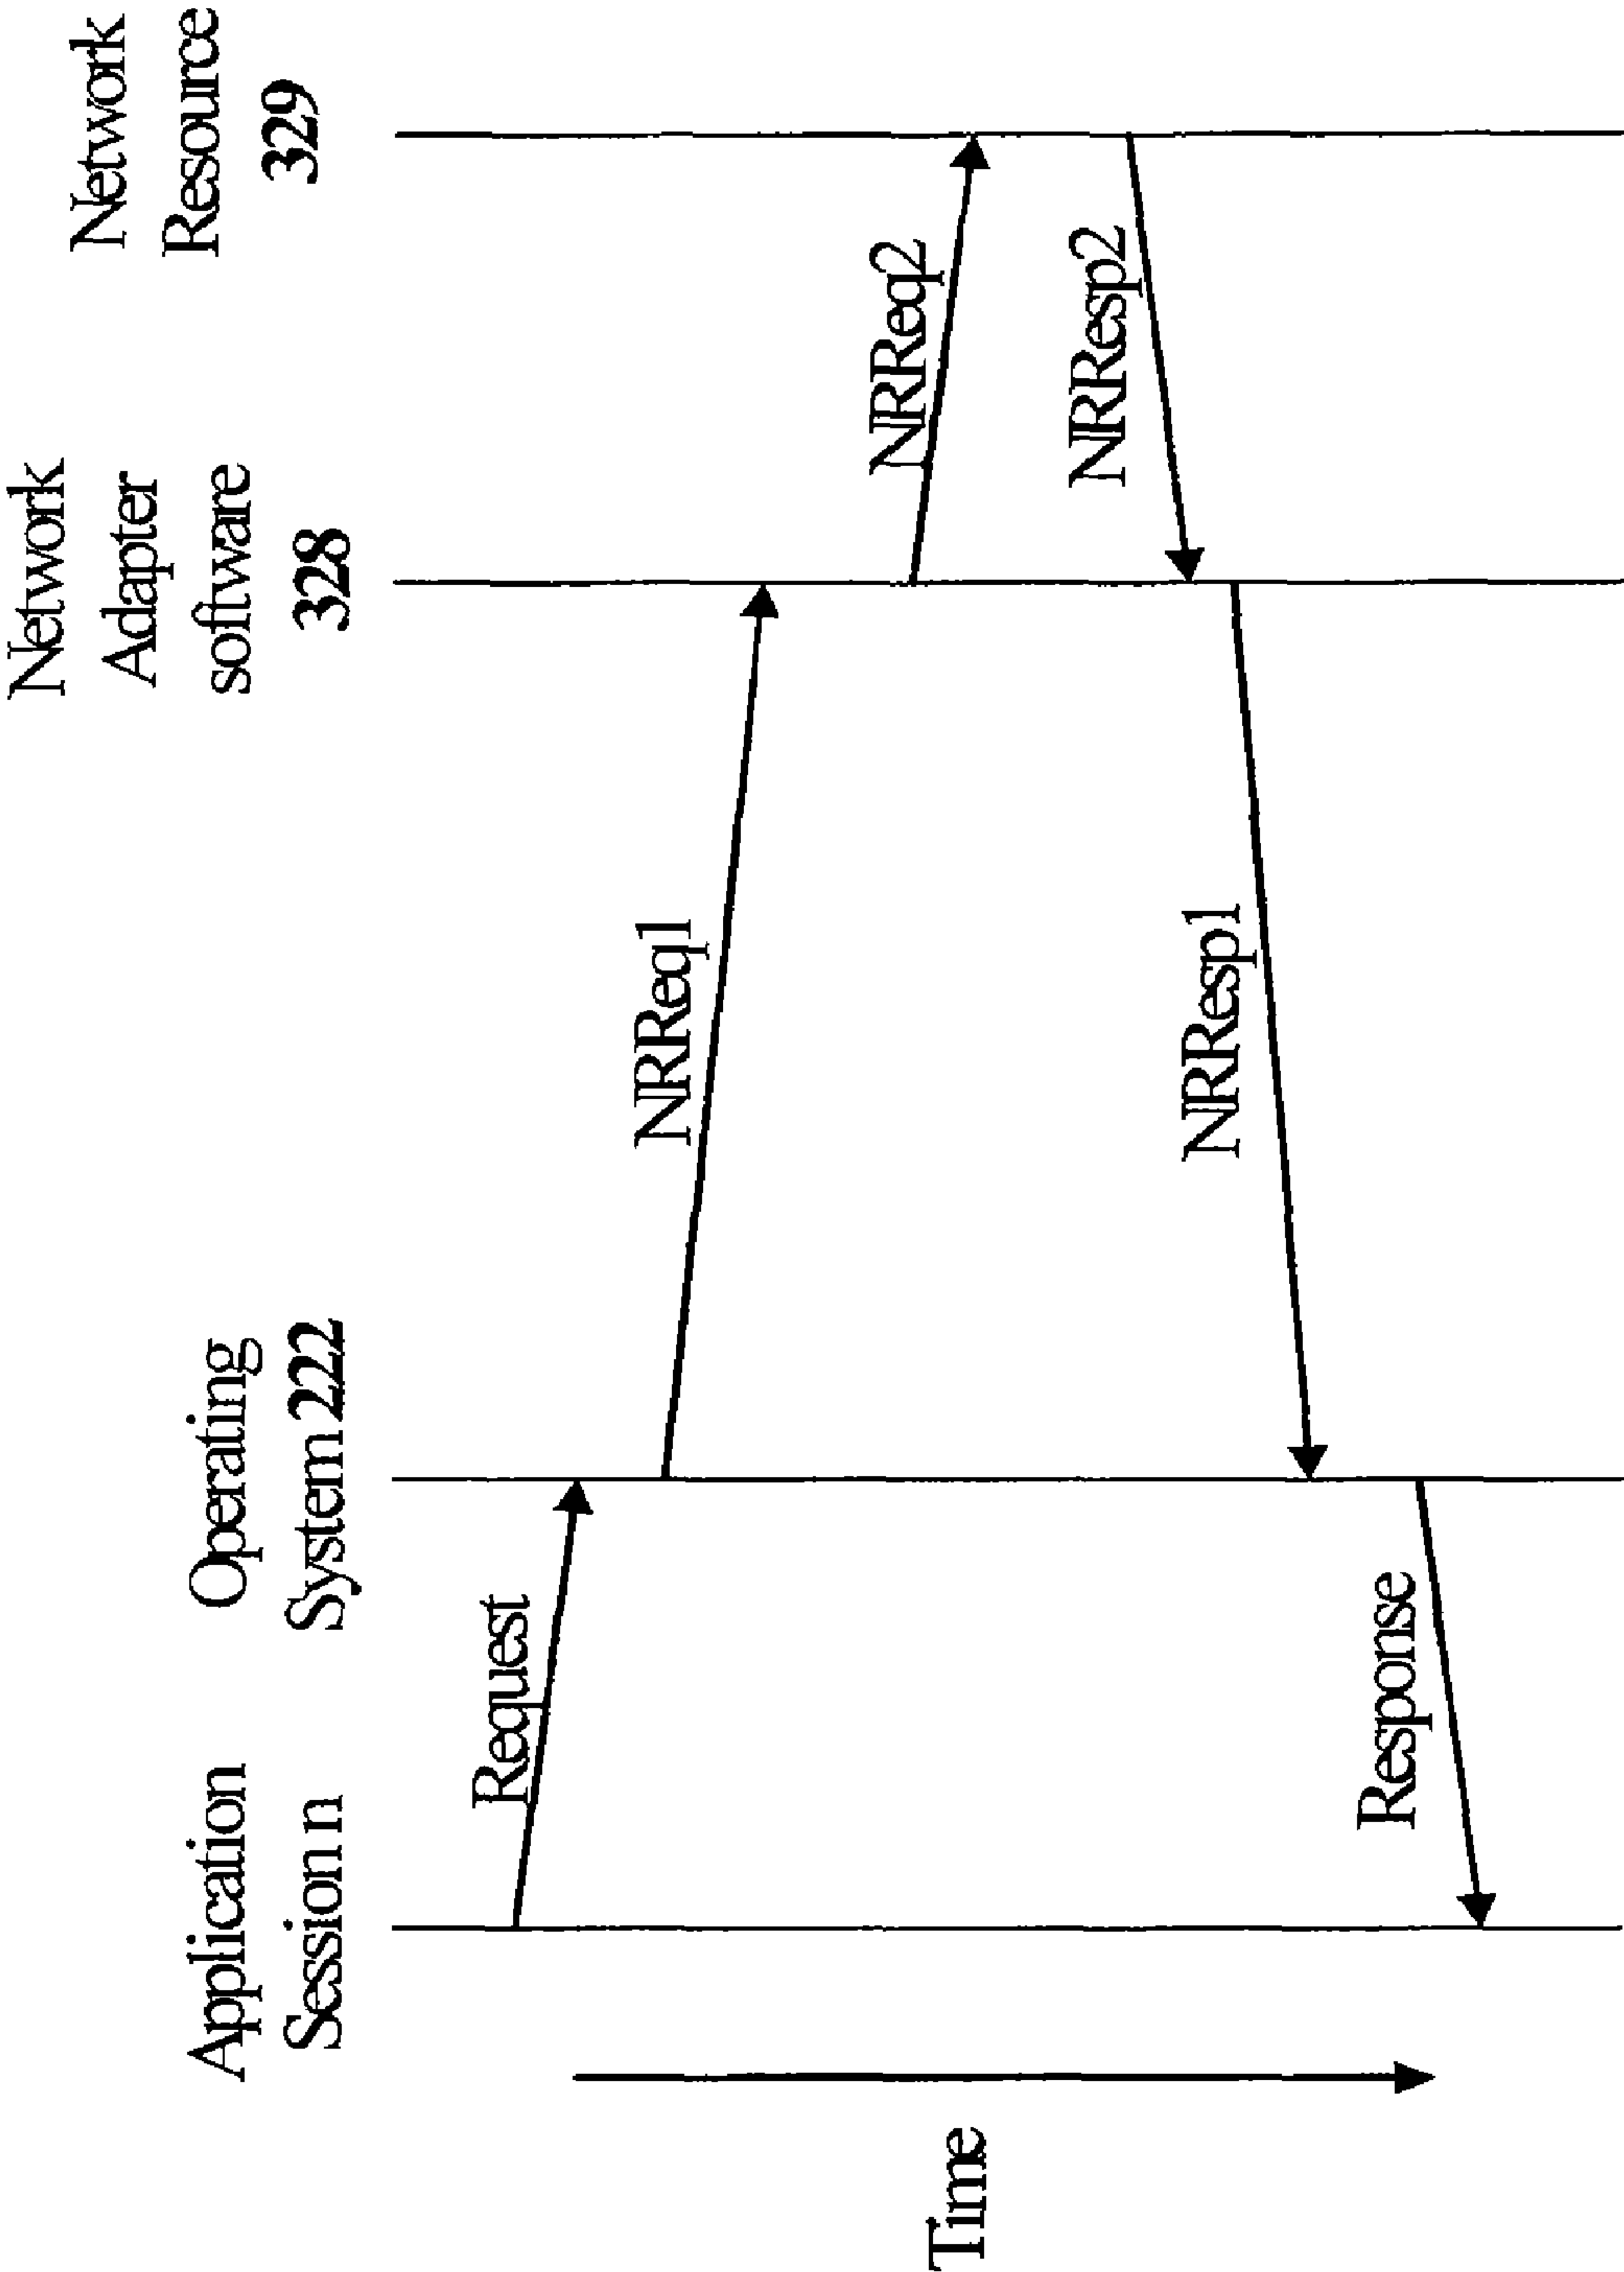 Application
Session n
Operating
System 222
Network
Adapter
software
328
Network
Resource
329
Time
Request
NRReq1
NRReq2
NRResp2
NRResp1
Response